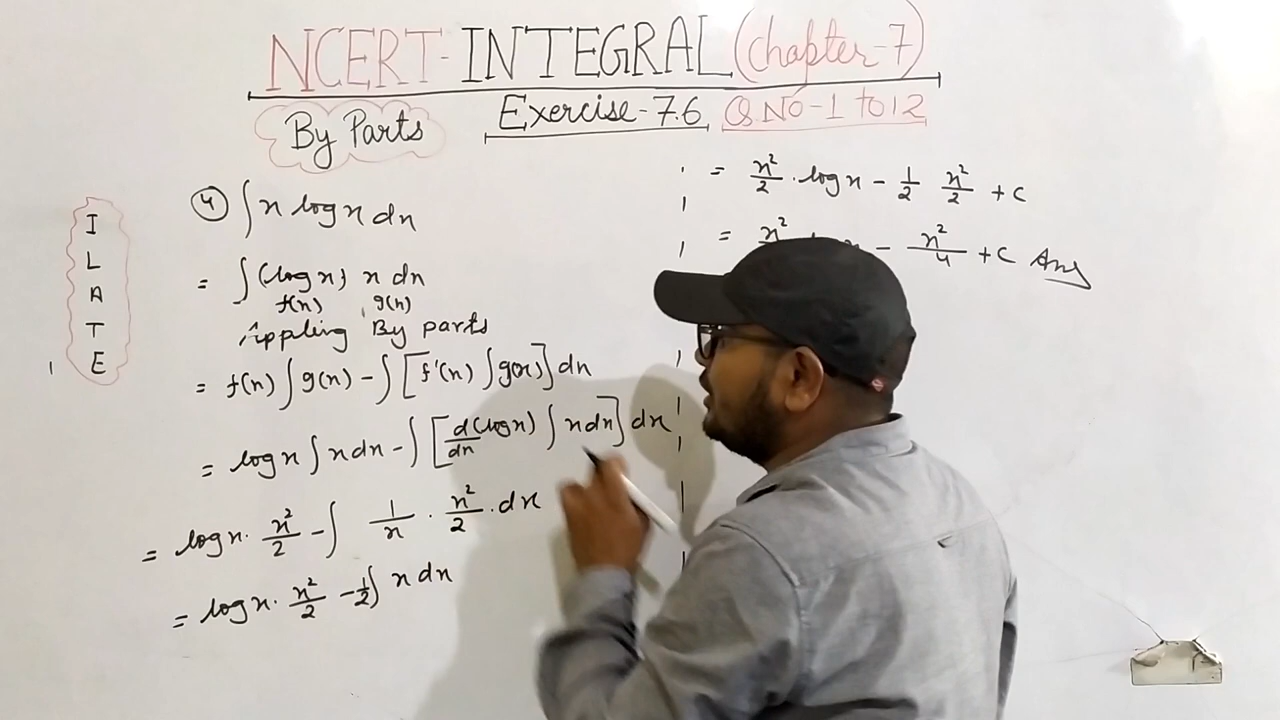 NCERT-INTEGRAL (Chapter-7)
By Parts Exercise-7.6 Q.NO-1 to 12
I
L
A
T
E
④ ∫ x log x dx
= ∫ (log x) x dx
f(x) g(x)
Appling By parts
= f(x) ∫ g(x) - ∫ [f'(x) ∫ g(x)] dx
= log x ∫ x dx - ∫ [d/dx (log x) ∫ x dx] dx
= log x · x²/2 - ∫ 1/x · x²/2 · dx
= log x · x²/2 - 1/2 ∫ x dx
= x²/2 · log x - 1/2 x²/2 + C
= x² - x²/4 + C Ans